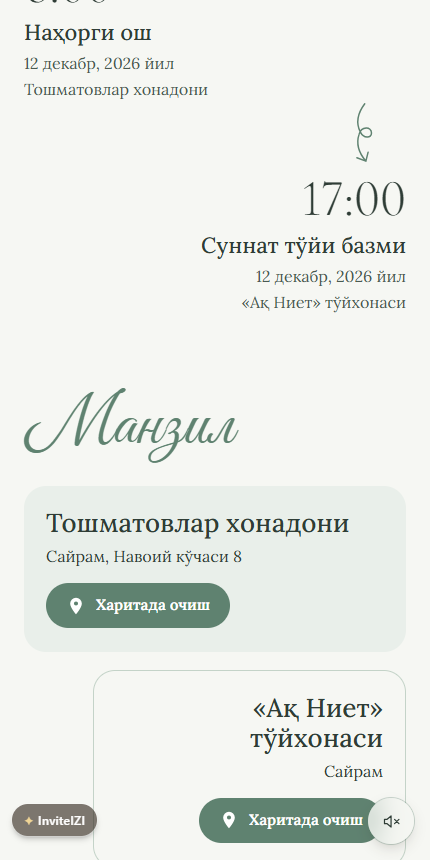 Наҳорги ош
12 декабр, 2026 йил
Тошматовлар хонадони
17:00
Суннат тўйи базми
12 декабр, 2026 йил
«Ақ Ниет» тўйхонаси
Манзил
Тошматовлар хонадони
Сайрам, Навоий кўчаси 8
Харитада очиш
«Ақ Ниет»
тўйхонаси
Сайрам
Харитада очиш
InviteIZI